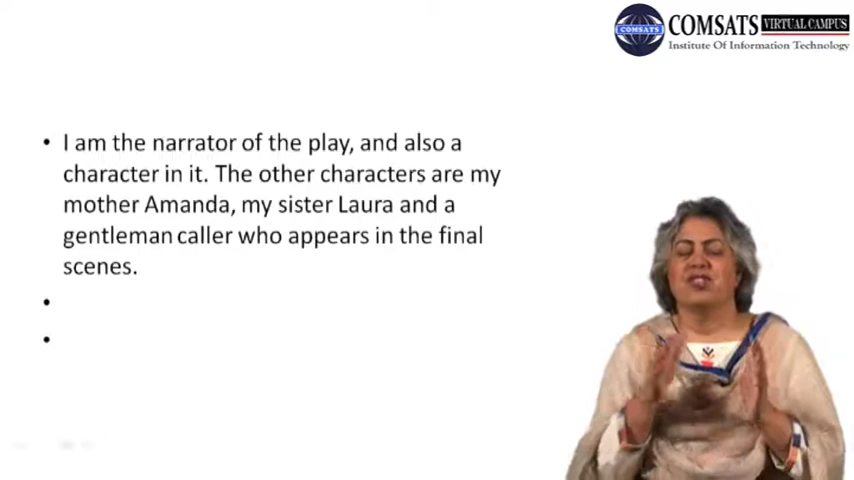 COMSATS
COMSATS VIRTUAL CAMPUS
Institute Of Information Technology
• I am the narrator of the play, and also a
character in it. The other characters are my
mother Amanda, my sister Laura and a
gentleman caller who appears in the final
scenes.
•
•